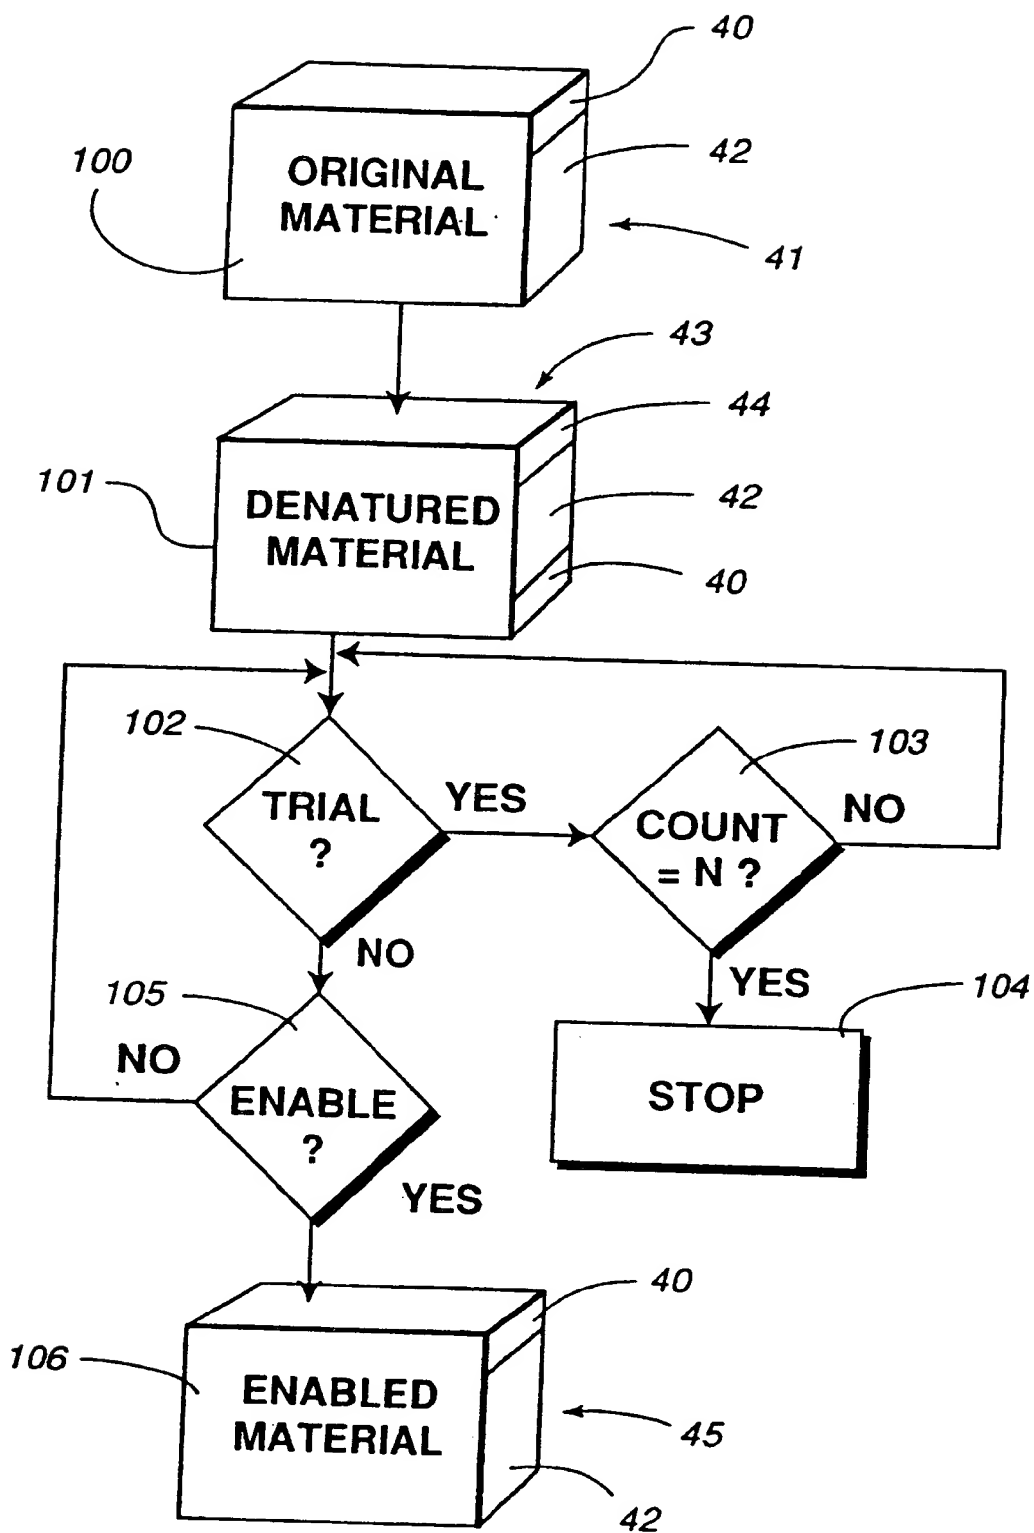 40
100
ORIGINAL
MATERIAL
42
41
43
44
101
DENATURED
MATERIAL
42
40
102
TRIAL
?
YES
103
COUNT
= N ?
NO
NO
YES
104
105
NO
ENABLE
?
STOP
YES
40
106
ENABLED
MATERIAL
45
42